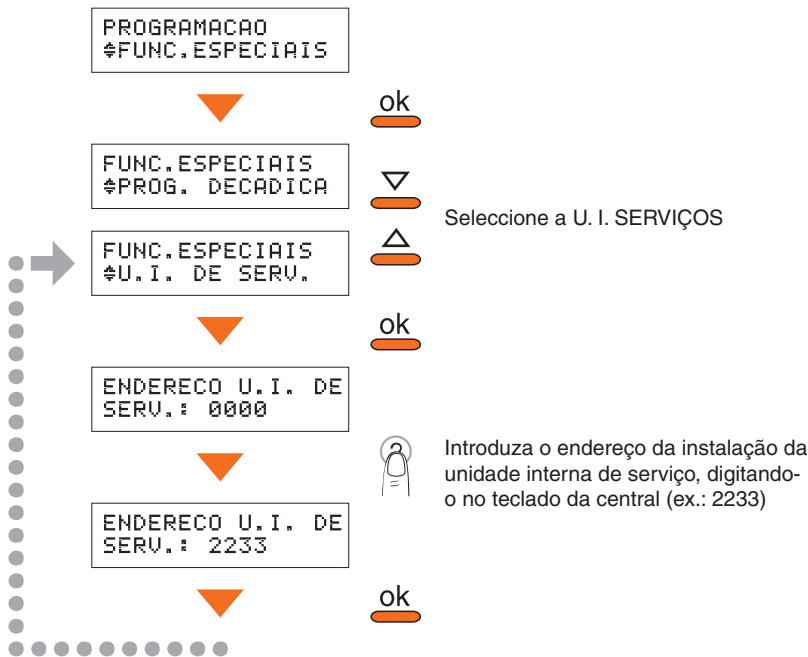 PROGRAMACAO
FUNC.ESPECIAIS
ok
FUNC.ESPECIAIS
PROG. DECADICA
Seleccione a U. I. SERVIÇOS
FUNC.ESPECIAIS
U.I. DE SERV.
ok
ENDERECO U.I. DE
SERV.: 0000
Introduza o endereço da instalação da
unidade interna de serviço, digitando-
o no teclado da central (ex.: 2233)
ENDERECO U.I. DE
SERV.: 2233
ok